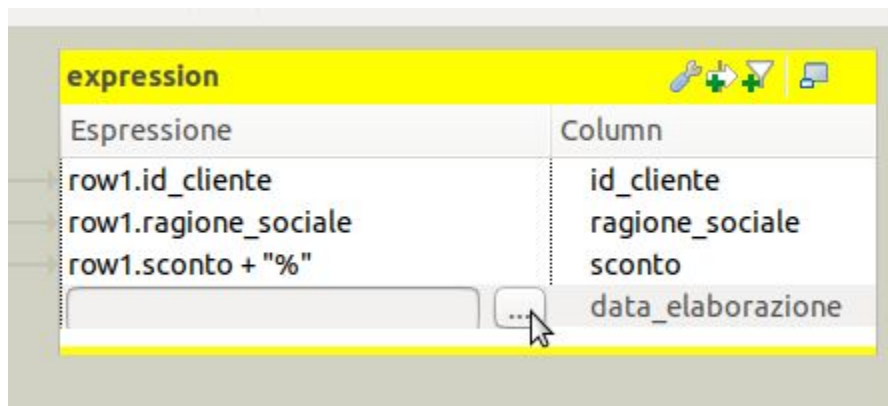 expression
Espressione Column
row1.id_cliente id_cliente
row1.ragione_sociale ragione_sociale
row1.sconto + "%" sconto
... data_elaborazione